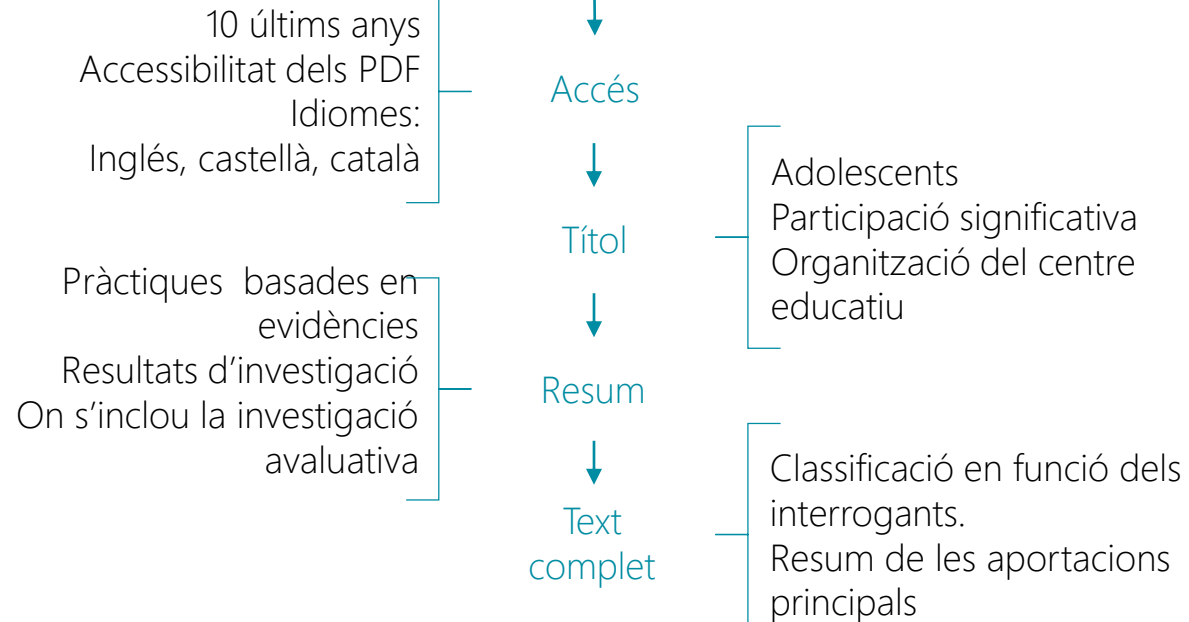 10 últims anys
Accessibilitat dels PDF
Idiomes:
Inglés, castellà, català
Accés
Títol
Adolescents
Participació significativa
Organització del centre
educatiu
Pràctiques  basades en
evidències
Resultats d’investigació
On s’inclou la investigació
avaluativa
Resum
Text
complet
Classificació en funció dels
interrogants.
Resum de les aportacions
principals